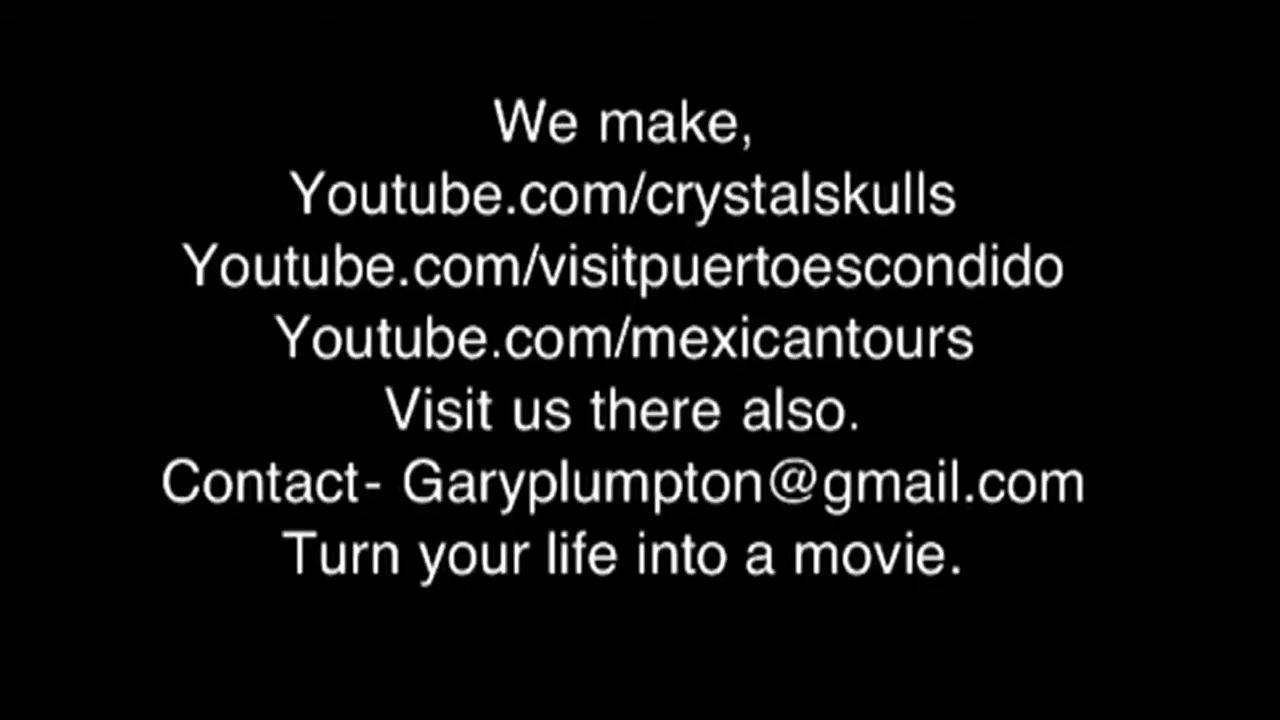 We make,
Youtube.com/crystalskulls
Youtube.com/visitpuertoescondido
Youtube.com/mexicantours
Visit us there also.
Contact- Garyplumpton@gmail.com
Turn your life into a movie.